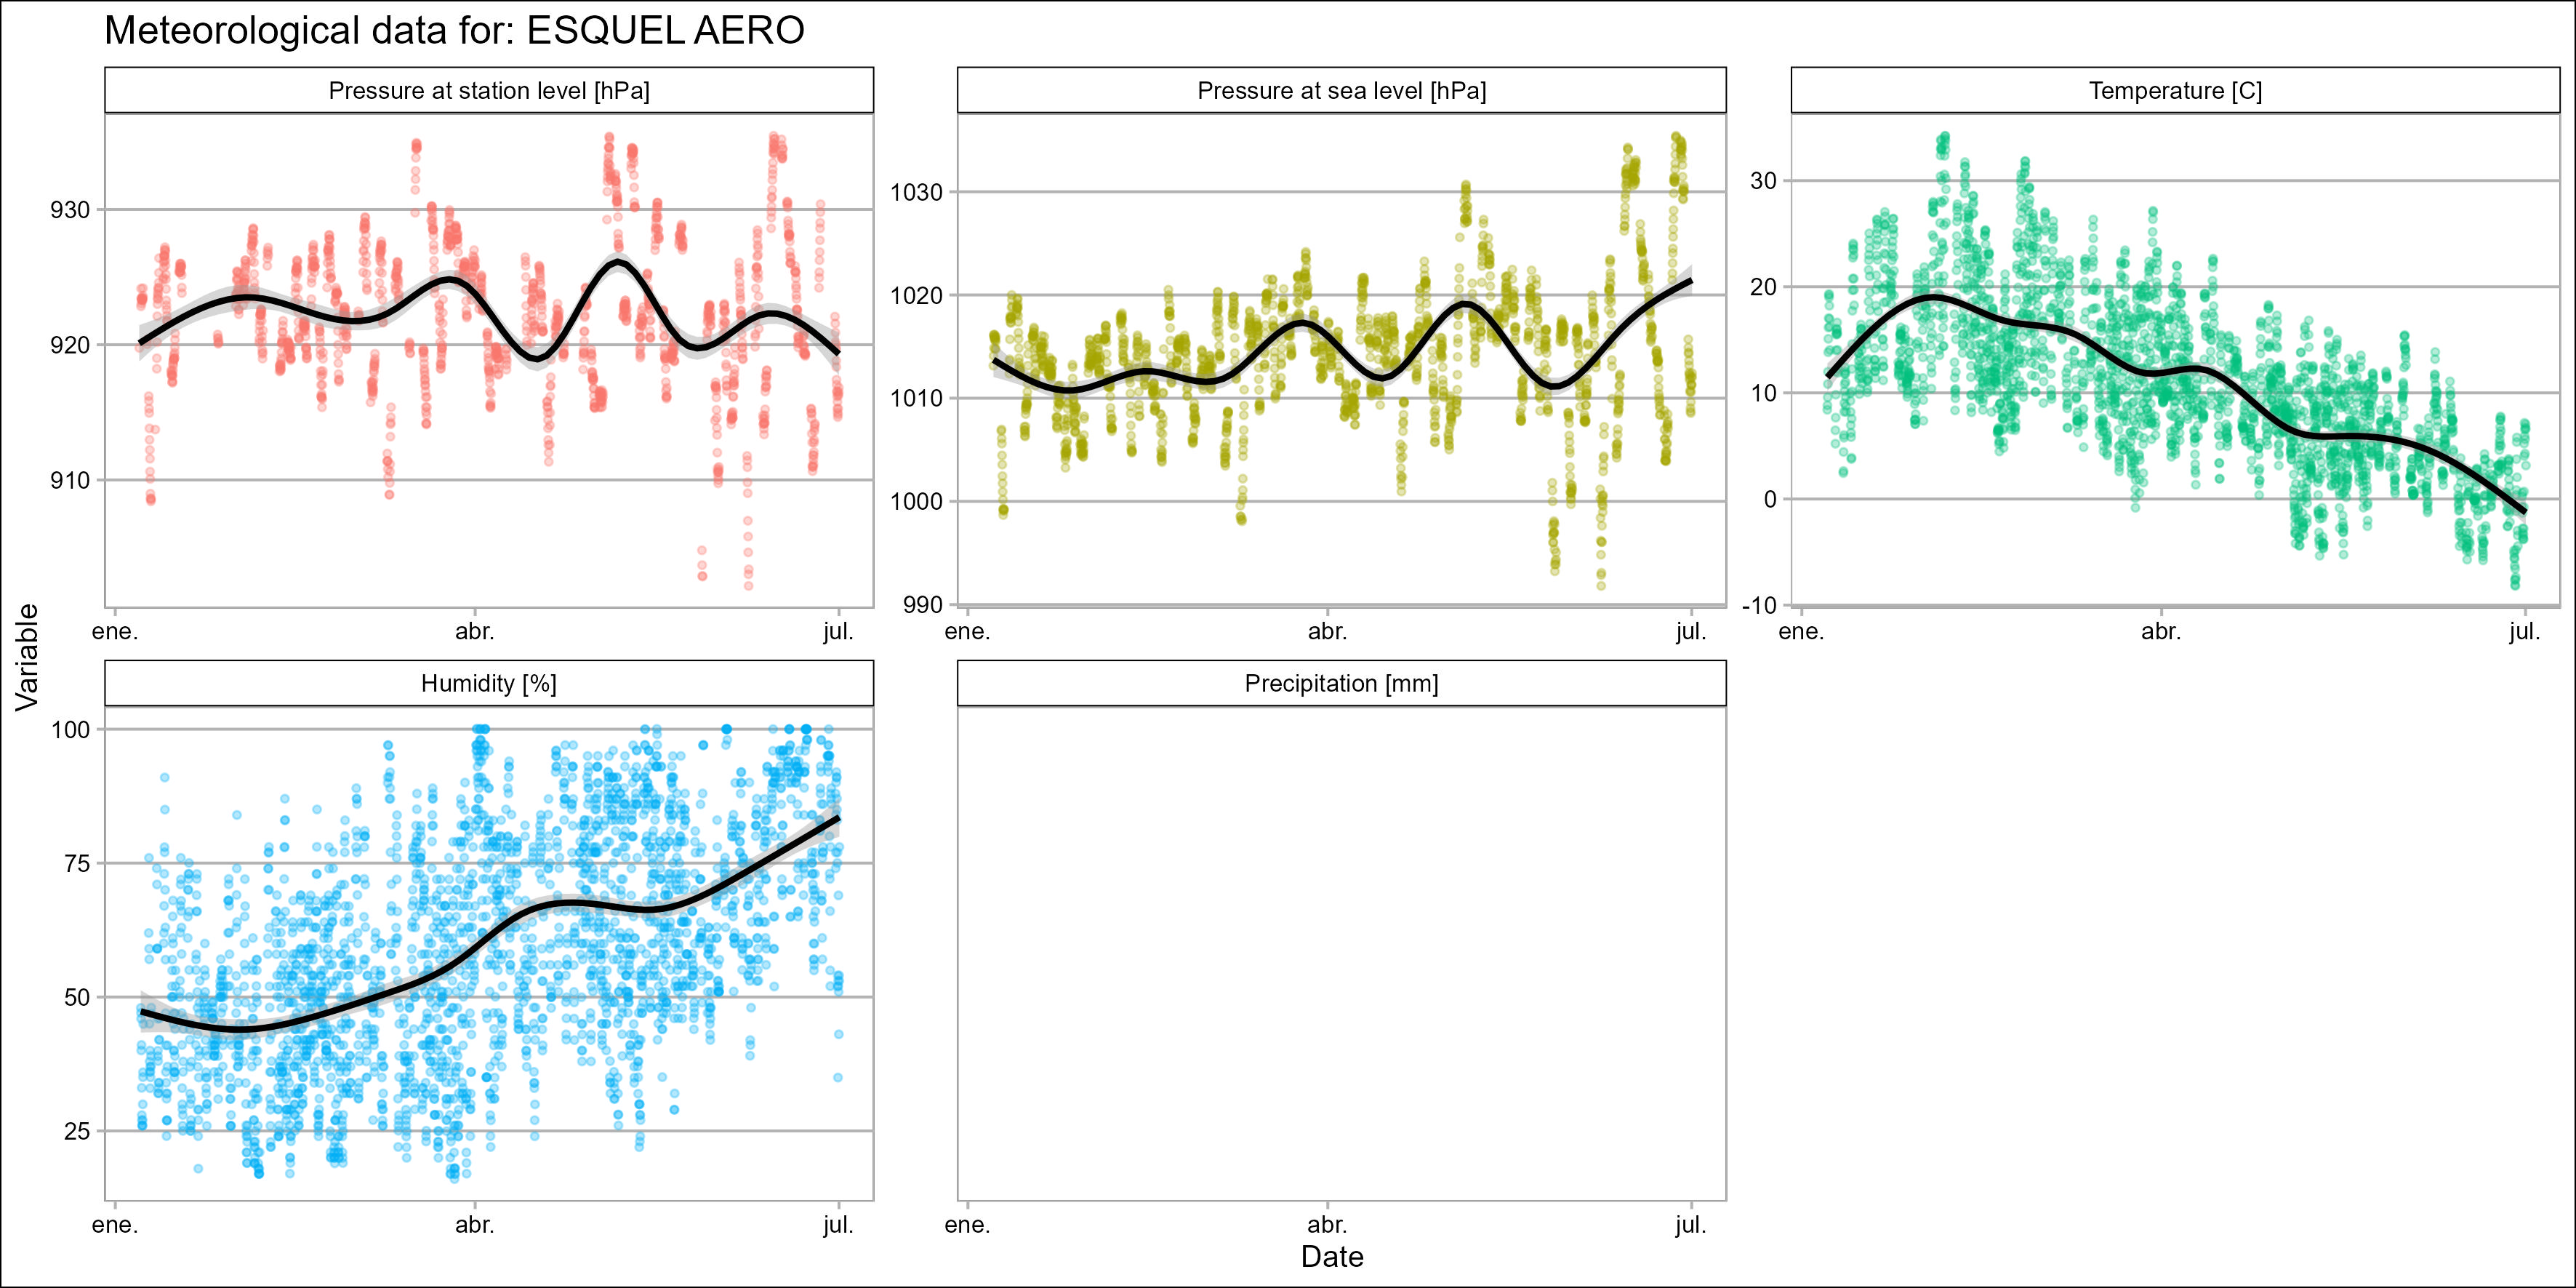 Meteorological data for: ESQUEL AERO
Pressure at station level [hPa]
Pressure at sea level [hPa]
Temperature [C]
930
920
910
1030
1020
1010
1000
990
30
20
10
0
-10
ene.
abr.
jul.
ene.
abr.
jul.
ene.
abr.
jul.
Variable
Humidity [%]
Precipitation [mm]
100
75
50
25
ene.
abr.
jul.
ene.
abr.
jul.
Date